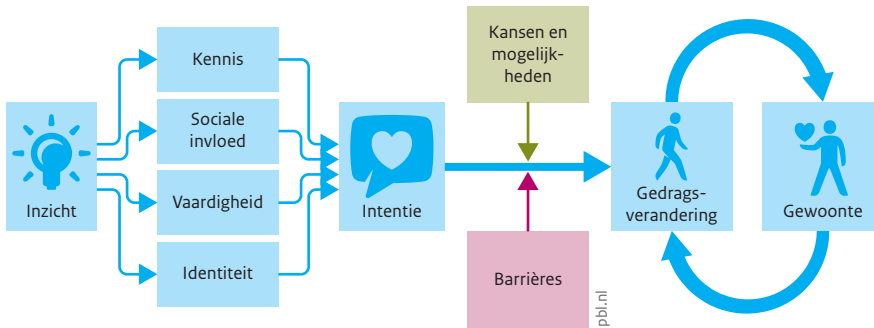 Inzicht
Kennis
Sociale
invloed
Vaardigheid
Identiteit
Intentie
Kansen en
mogelijk-
heden
Barrières
Gedrags-
verandering
Gewoonte
pbl.nl